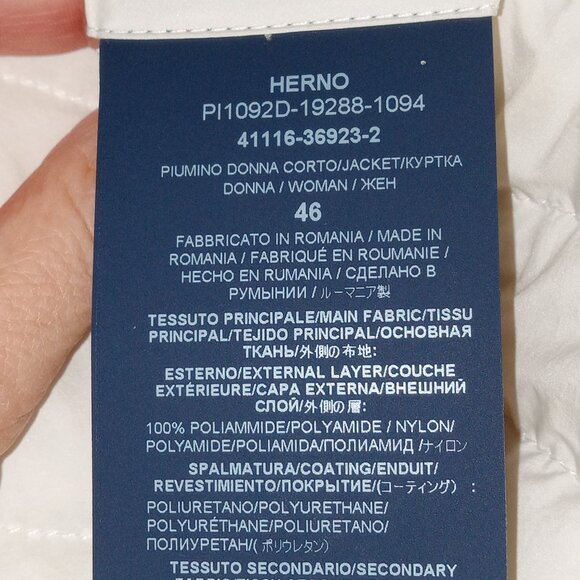 HERNO
PI1092D-19288-1094
41116-36923-2
PIUMINO DONNA CORTO/JACKET/КУРТКА
DONNA / WOMAN / ЖЕН
46
FABBRICATO IN ROMANIA / MADE IN
ROMANIA / FABRIQUÉ EN ROUMANIE /
HECHO EN RUMANIA / СДЕЛАНО В
РУМЫНИИ / ルーマニア製
TESSUTO PRINCIPALE/MAIN FABRIC/TISSU
PRINCIPAL/TEJIDO PRINCIPAL/ОСНОВНАЯ
ТКАНЬ/外側の布地:
ESTERNO/EXTERNAL LAYER/COUCHE
EXTÉRIEURE/CAPA EXTERNA/ВНЕШНИЙ
СЛОЙ/外側の層:
100% POLIAMMIDE/POLYAMIDE / NYLON/
POLYAMIDE/POLIAMIDA/ПОЛИАМИД /ナイロン
SPALMATURA/COATING/ENDUIT/
REVESTIMIENTO/ПОКРЫТИЕ/(コーティング) :
POLIURETANO/POLYURETHANE/
POLYURÉTHANE/POLIURETANO/
ПОЛИУРЕТАН/( ポリウレタン)
TESSUTO SECONDARIO/SECONDARY